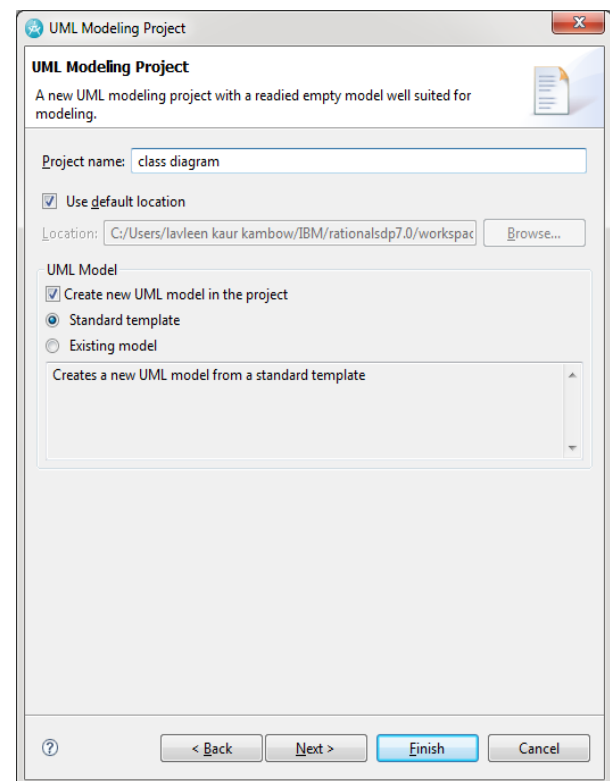 UML Modeling Project
UML Modeling Project
A new UML modeling project with a readied empty model well suited for
modeling.
Project name: class diagram
Use default location
Location: C:/Users/lavleen kaur kambow/IBM/rationalsdp7.0/workspac Browse...
UML Model
Create new UML model in the project
Standard template
Existing model
Creates a new UML model from a standard template
? < Back Next > Finish Cancel